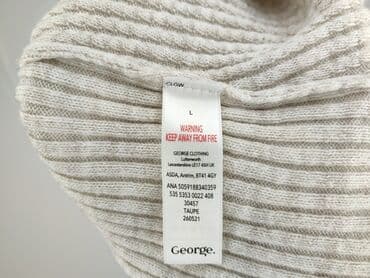 L
WARNING
KEEP AWAY FROM FIRE
GEORGE CLOTHING
Lutterworth
Leicestershire LE17 4XH UK
ASDA, Antrim, BT41 4GY
ANA 5059188340359
535 5353 0022 408
30457
TAUPE
260521
George.